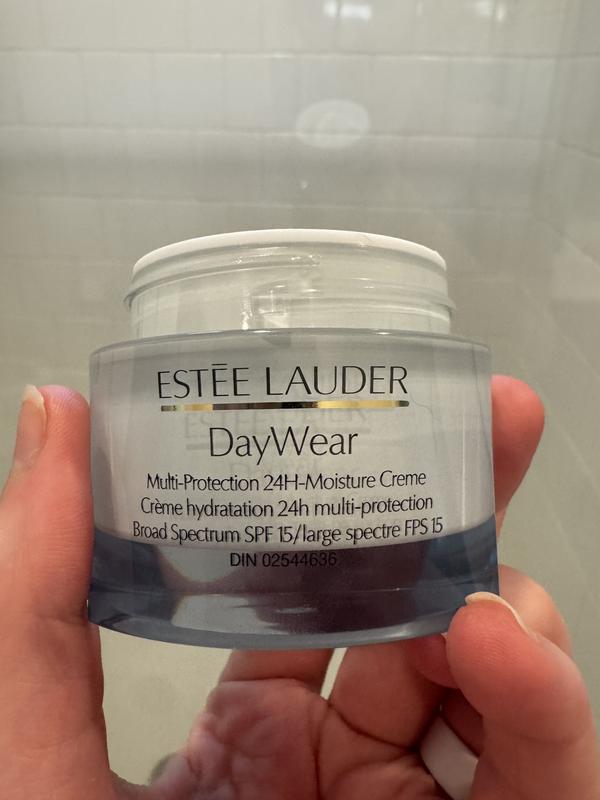 ESTĒE LAUDER
DayWear
Multi-Protection 24H-Moisture Creme
Crème hydratation 24h multi-protection
Broad Spectrum SPF 15/large spectre FPS 15
DIN 02544636